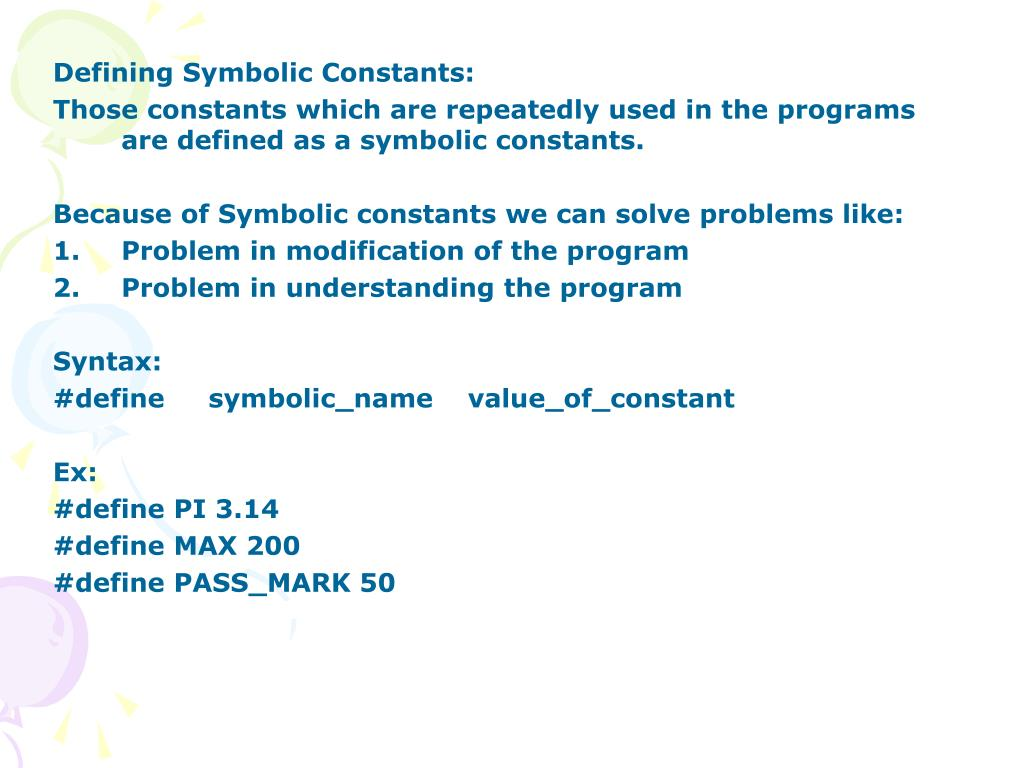 Defining Symbolic Constants:
Those constants which are repeatedly used in the programs
are defined as a symbolic constants.
Because of Symbolic constants we can solve problems like:
1. Problem in modification of the program
2. Problem in understanding the program
Syntax:
#define symbolic_name value_of_constant
Ex:
#define PI 3.14
#define MAX 200
#define PASS_MARK 50